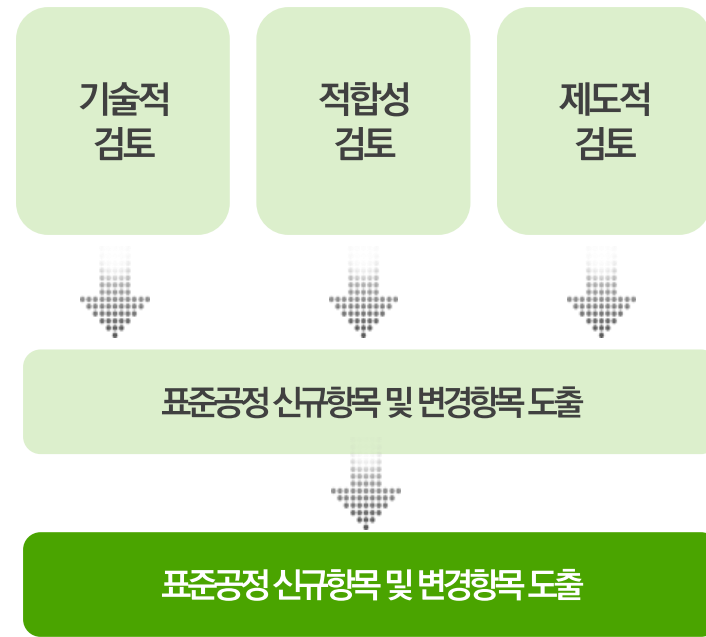 기술적
검토
적합성
검토
제도적
검토
표준공정 신규항목 및 변경항목 도출
표준공정 신규항목 및 변경항목 도출